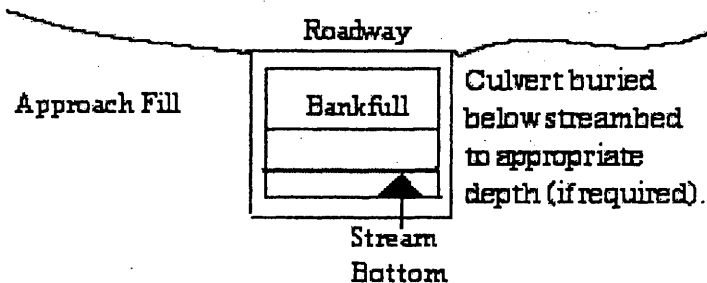 Roadway
Approach Fill
Bankfull
Culvert buried
below streambed
to appropriate
depth (if required).
Stream
Bottom